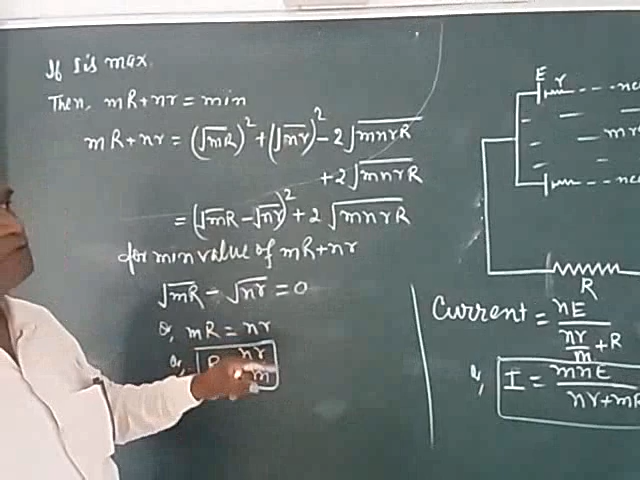 If I is max.
Then, mR + nr = min
mR + nr = (√mR)² + (√nr)² - 2√mnrR
+ 2√mnrR
= (√mR - √nr)² + 2√mnrR
for min value of mR + nr
√mR - √nr = 0
or, mR = nr
or, R nr/m
E r
R
Current = nE / (nr/m + R)
or, I = mnE / (nr + mR